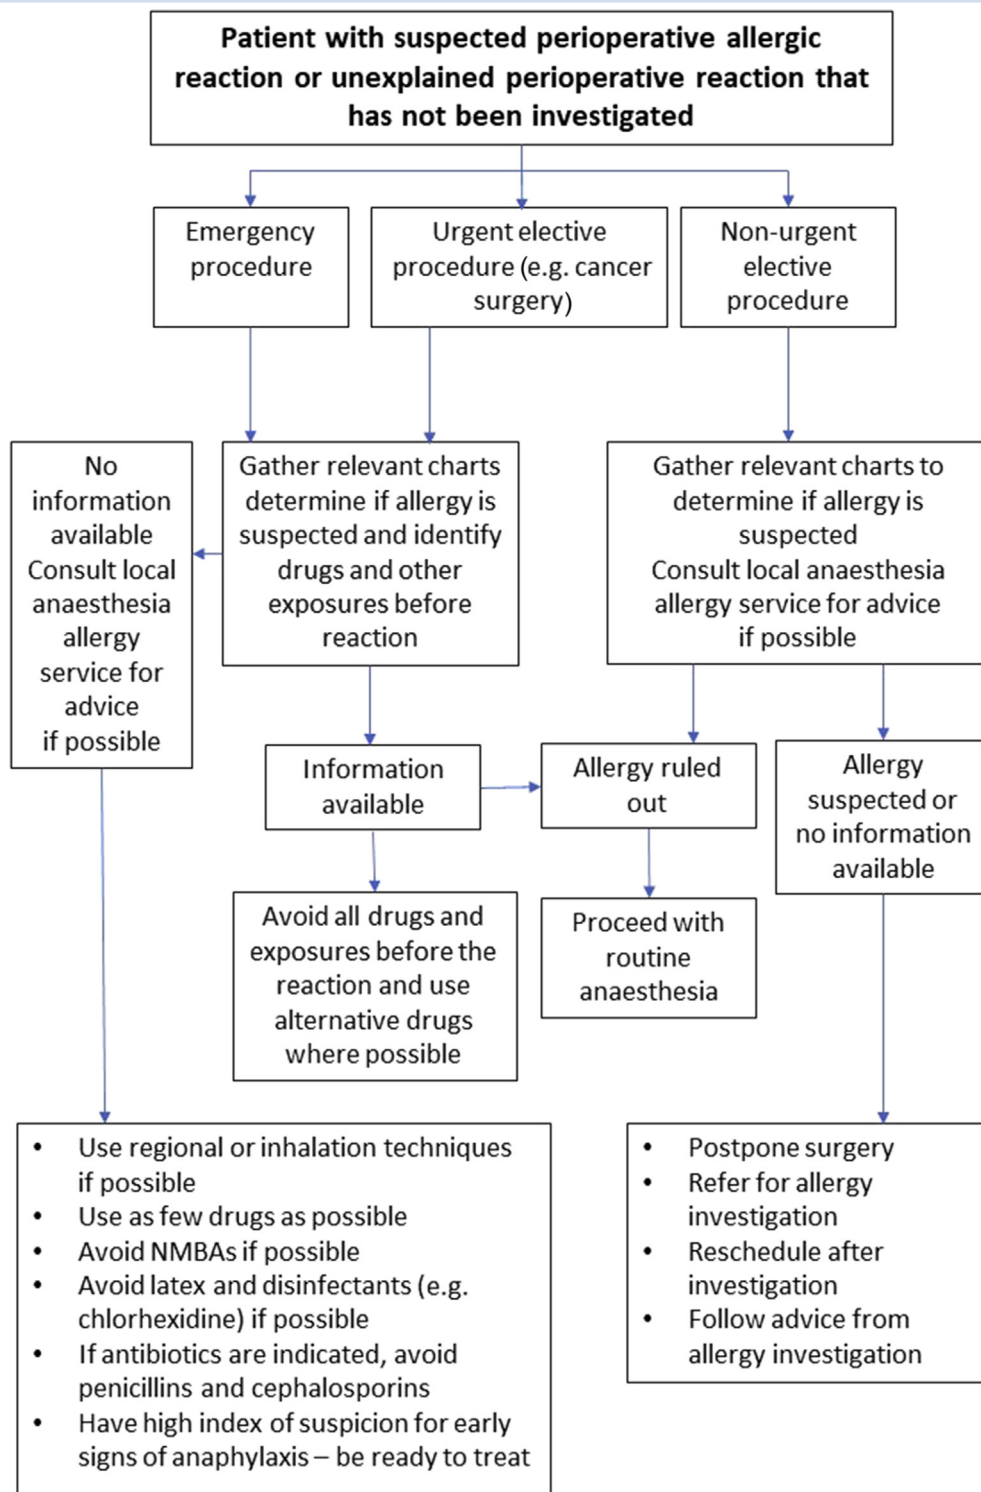 Patient with suspected perioperative allergic
reaction or unexplained perioperative reaction that
has not been investigated
Emergency
procedure
Urgent elective
procedure (e.g. cancer
surgery)
Non-urgent
elective
procedure
No
information
available
Consult local
anaesthesia
allergy
service for
advice
if possible
Gather relevant charts
determine if allergy is
suspected and identify
drugs and other
exposures before
reaction
Gather relevant charts to
determine if allergy is
suspected
Consult local anaesthesia
allergy service for advice
if possible
Information
available
Allergy ruled
out
Allergy
suspected or
no information
available
Avoid all drugs and
exposures before the
reaction and use
alternative drugs
where possible
Proceed with
routine
anaesthesia
• Use regional or inhalation techniques
if possible
• Use as few drugs as possible
• Avoid NMBAs if possible
• Avoid latex and disinfectants (e.g.
chlorhexidine) if possible
• If antibiotics are indicated, avoid
penicillins and cephalosporins
• Have high index of suspicion for early
signs of anaphylaxis – be ready to treat
• Postpone surgery
• Refer for allergy
investigation
• Reschedule after
investigation
• Follow advice from
allergy investigation